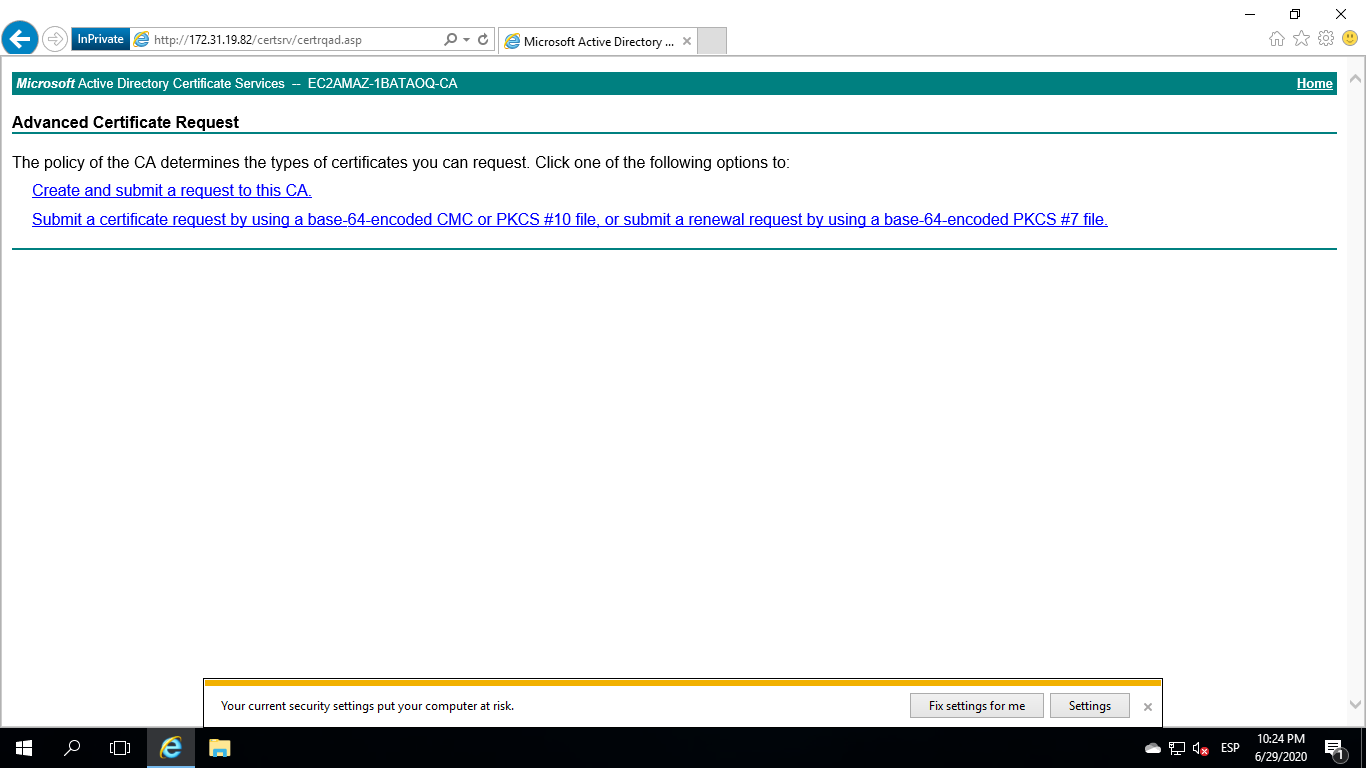 InPrivate
http://172.31.19.82/certsrv/certrqad.asp
Microsoft Active Directory ...
Microsoft Active Directory Certificate Services -- EC2AMAZ-1BATAOQ-CA
Home
Advanced Certificate Request
The policy of the CA determines the types of certificates you can request. Click one of the following options to:
Create and submit a request to this CA.
Submit a certificate request by using a base-64-encoded CMC or PKCS #10 file, or submit a renewal request by using a base-64-encoded PKCS #7 file.
Your current security settings put your computer at risk.
Fix settings for me
Settings
ESP
10:24 PM
6/29/2020
1